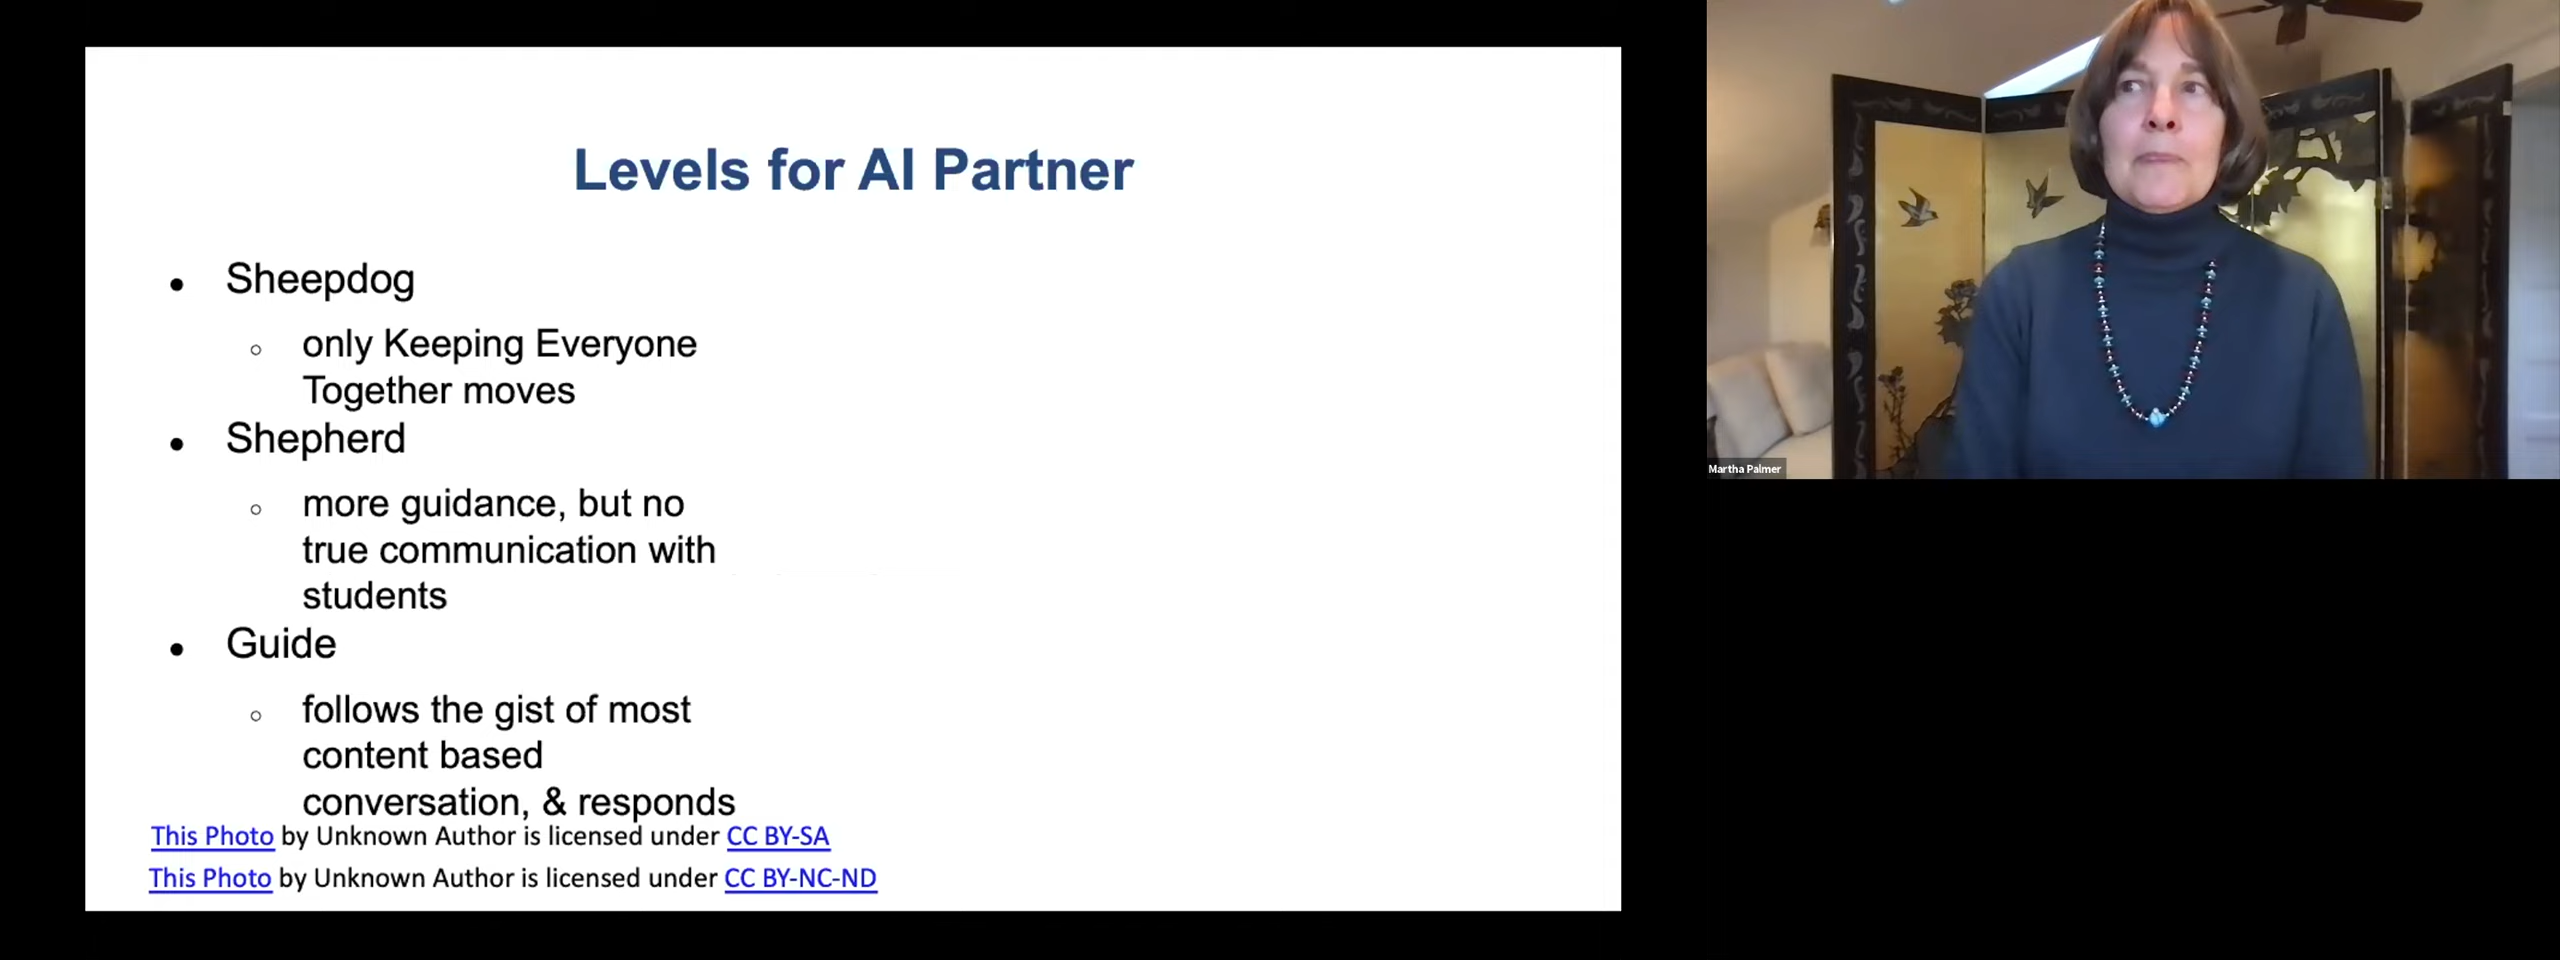 Levels for AI Partner
• Sheepdog
○ only Keeping Everyone
Together moves
• Shepherd
○ more guidance, but no
true communication with
students
• Guide
○ follows the gist of most
content based
conversation, & responds
This Photo by Unknown Author is licensed under CC BY-SA
This Photo by Unknown Author is licensed under CC BY-NC-ND
Martha Palmer